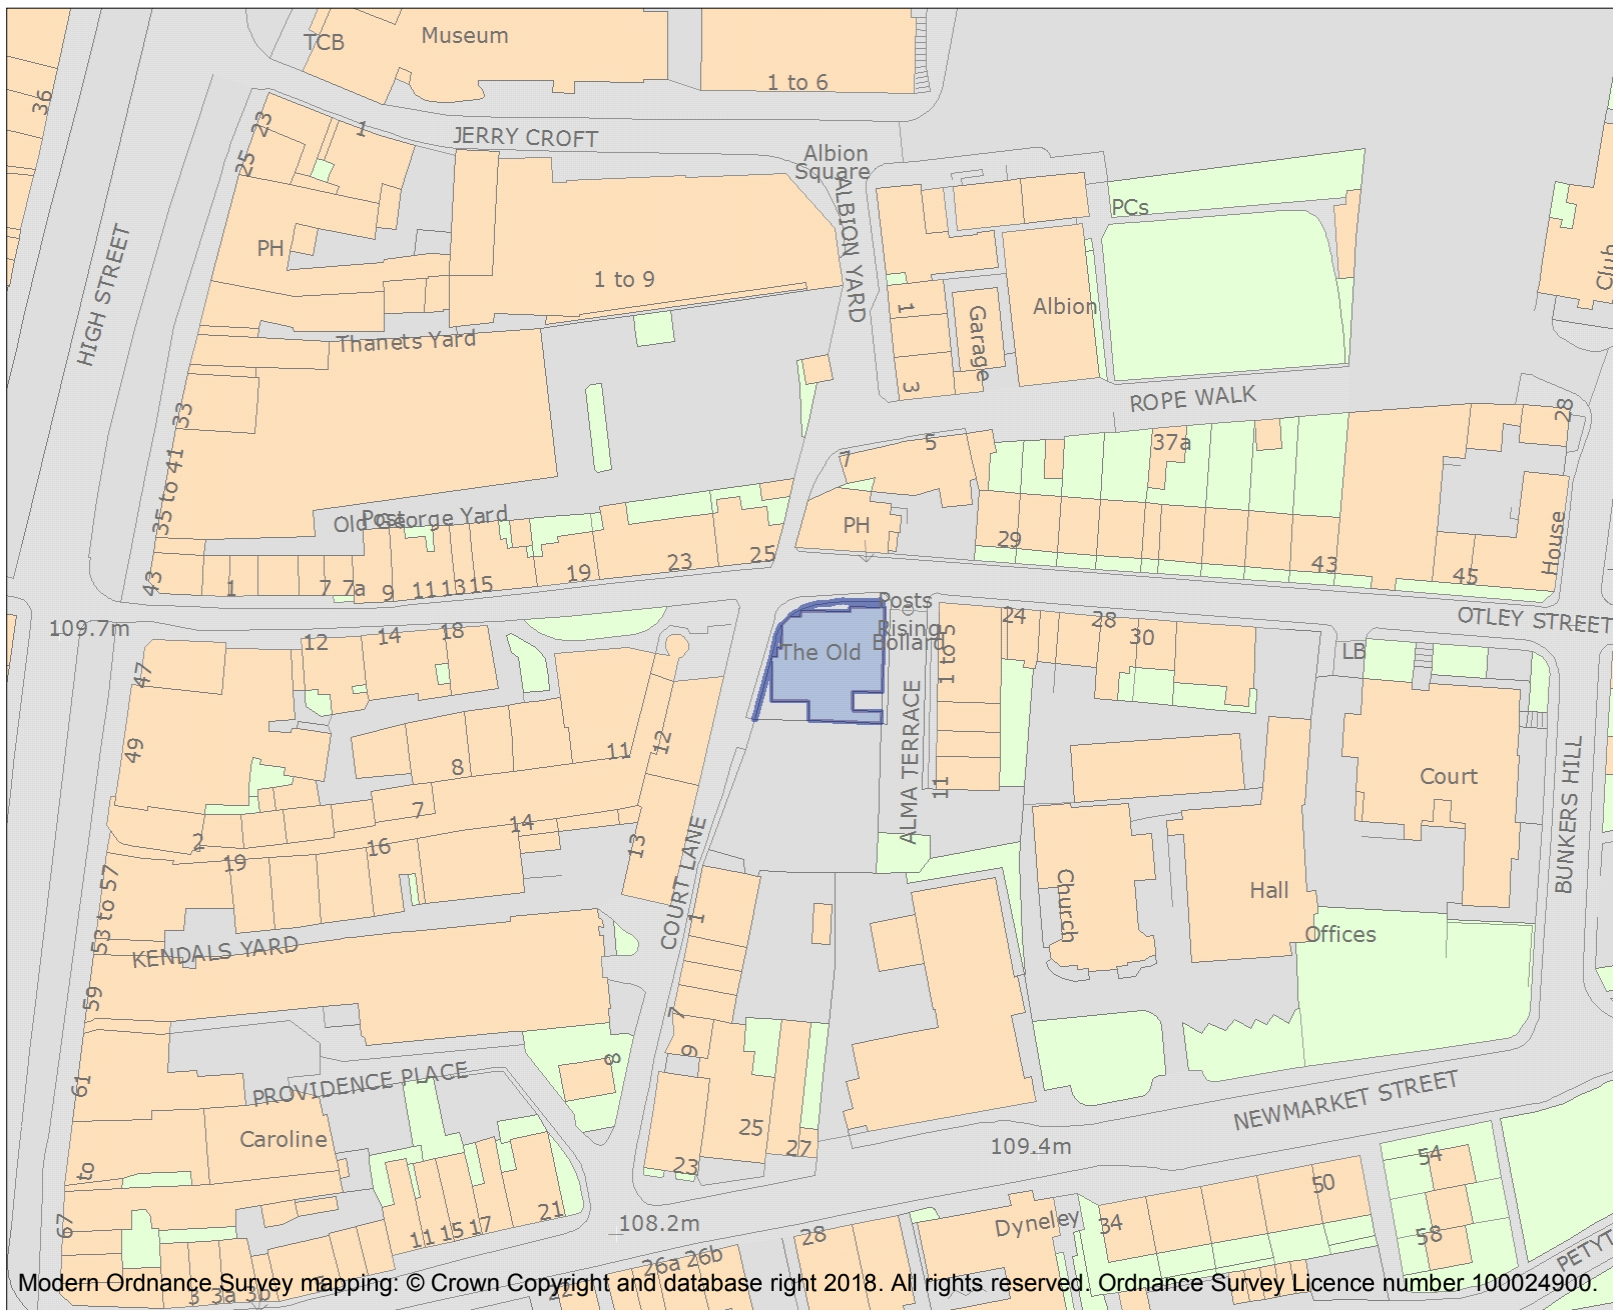 TCB
Museum
1 to 6
36
23
1
JERRY CROFT
Albion
Square
25
ALBION YARD
PCs
PH
HIGH STREET
1 to 9
1
Garage
Albion
Club
Thanets Yard
3
ROPE WALK
33
28
5
37a
7
35 to 41
Old George Yard
Post
PH
29
House
25
23
43
45
19
43
1
7
7a
9
11
13
15
109.7m
Posts
Rising
Bollard
24
28
30
OTLEY STREET
12
14
18
The Old
1 to 5
LB
47
49
8
11
12
ALMA TERRACE
11
Court
BUNKERS HILL
7
14
2
19
16
13
COURT LANE
53 to 57
1
Church
Hall
KENDALS YARD
Offices
59
7
9
8
61
PROVIDENCE PLACE
NEWMARKET STREET
25
27
109.4m
Caroline
23
54
to
50
67
11
15
17
21
108.2m
Dyneley
34
28
58
26a
26b
PETYT
22
3
3a
3b
Modern Ordnance Survey mapping: © Crown Copyright and database right 2018. All rights reserved. Ordnance Survey Licence number 100024900.